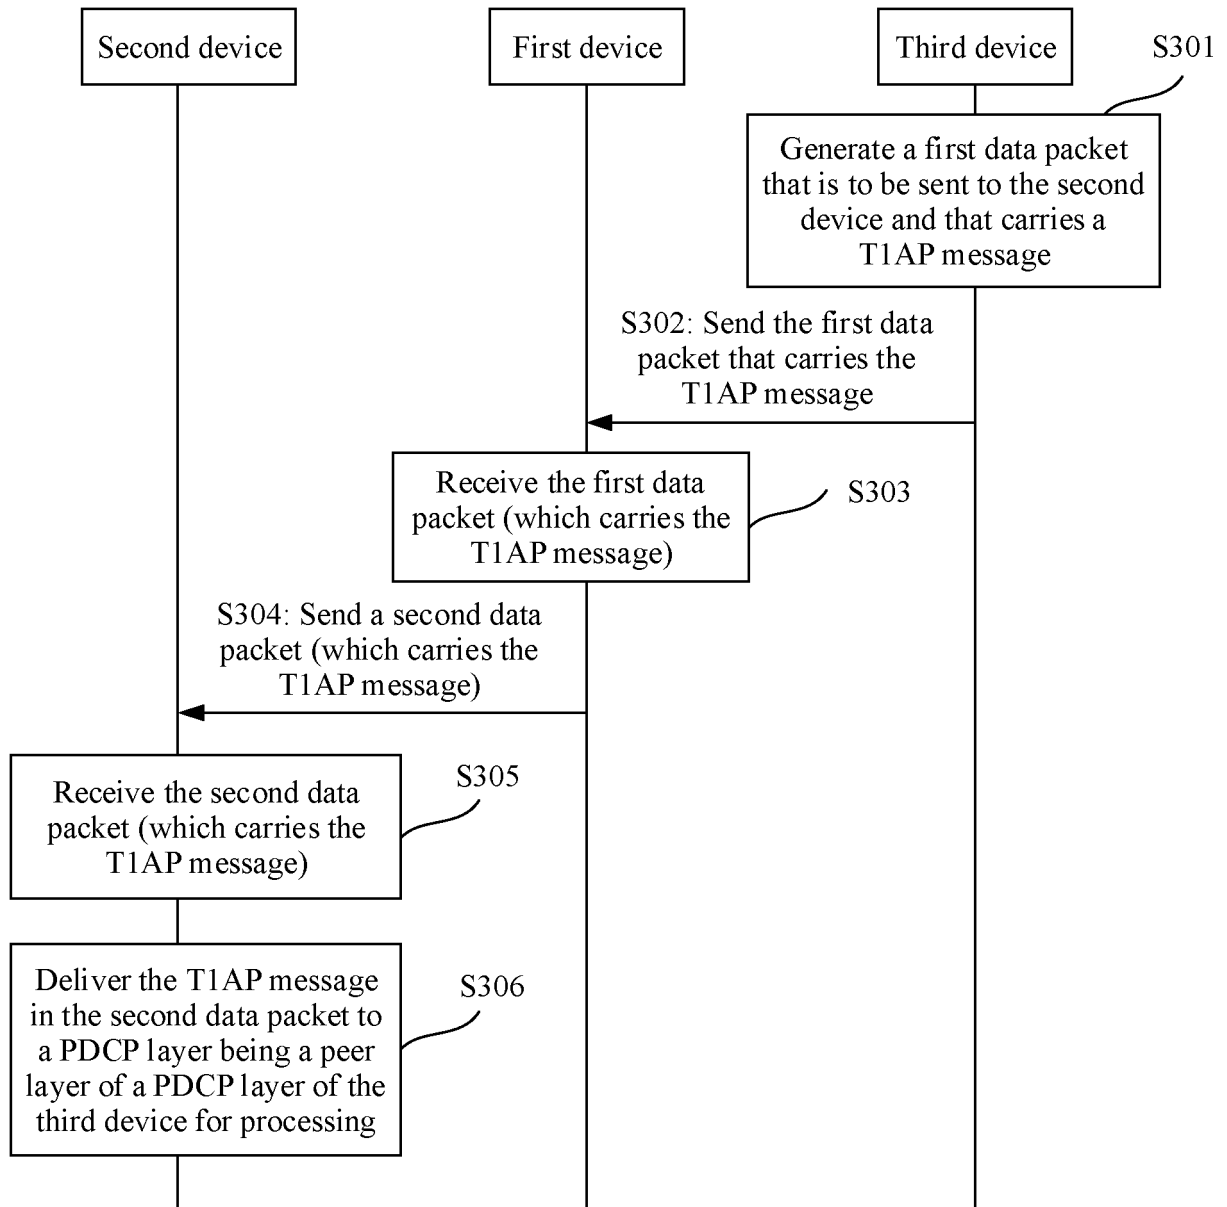 Second device
First device
Third device
S301
Generate a first data packet
that is to be sent to the second
device and that carries a
T1AP message
S302: Send the first data
packet that carries the
T1AP message
Receive the first data
packet (which carries the
T1AP message)
S303
S304: Send a second data
packet (which carries the
T1AP message)
Receive the second data
packet (which carries the
T1AP message)
S305
Deliver the T1AP message
in the second data packet to
a PDCP layer being a peer
layer of a PDCP layer of the
third device for processing
S306